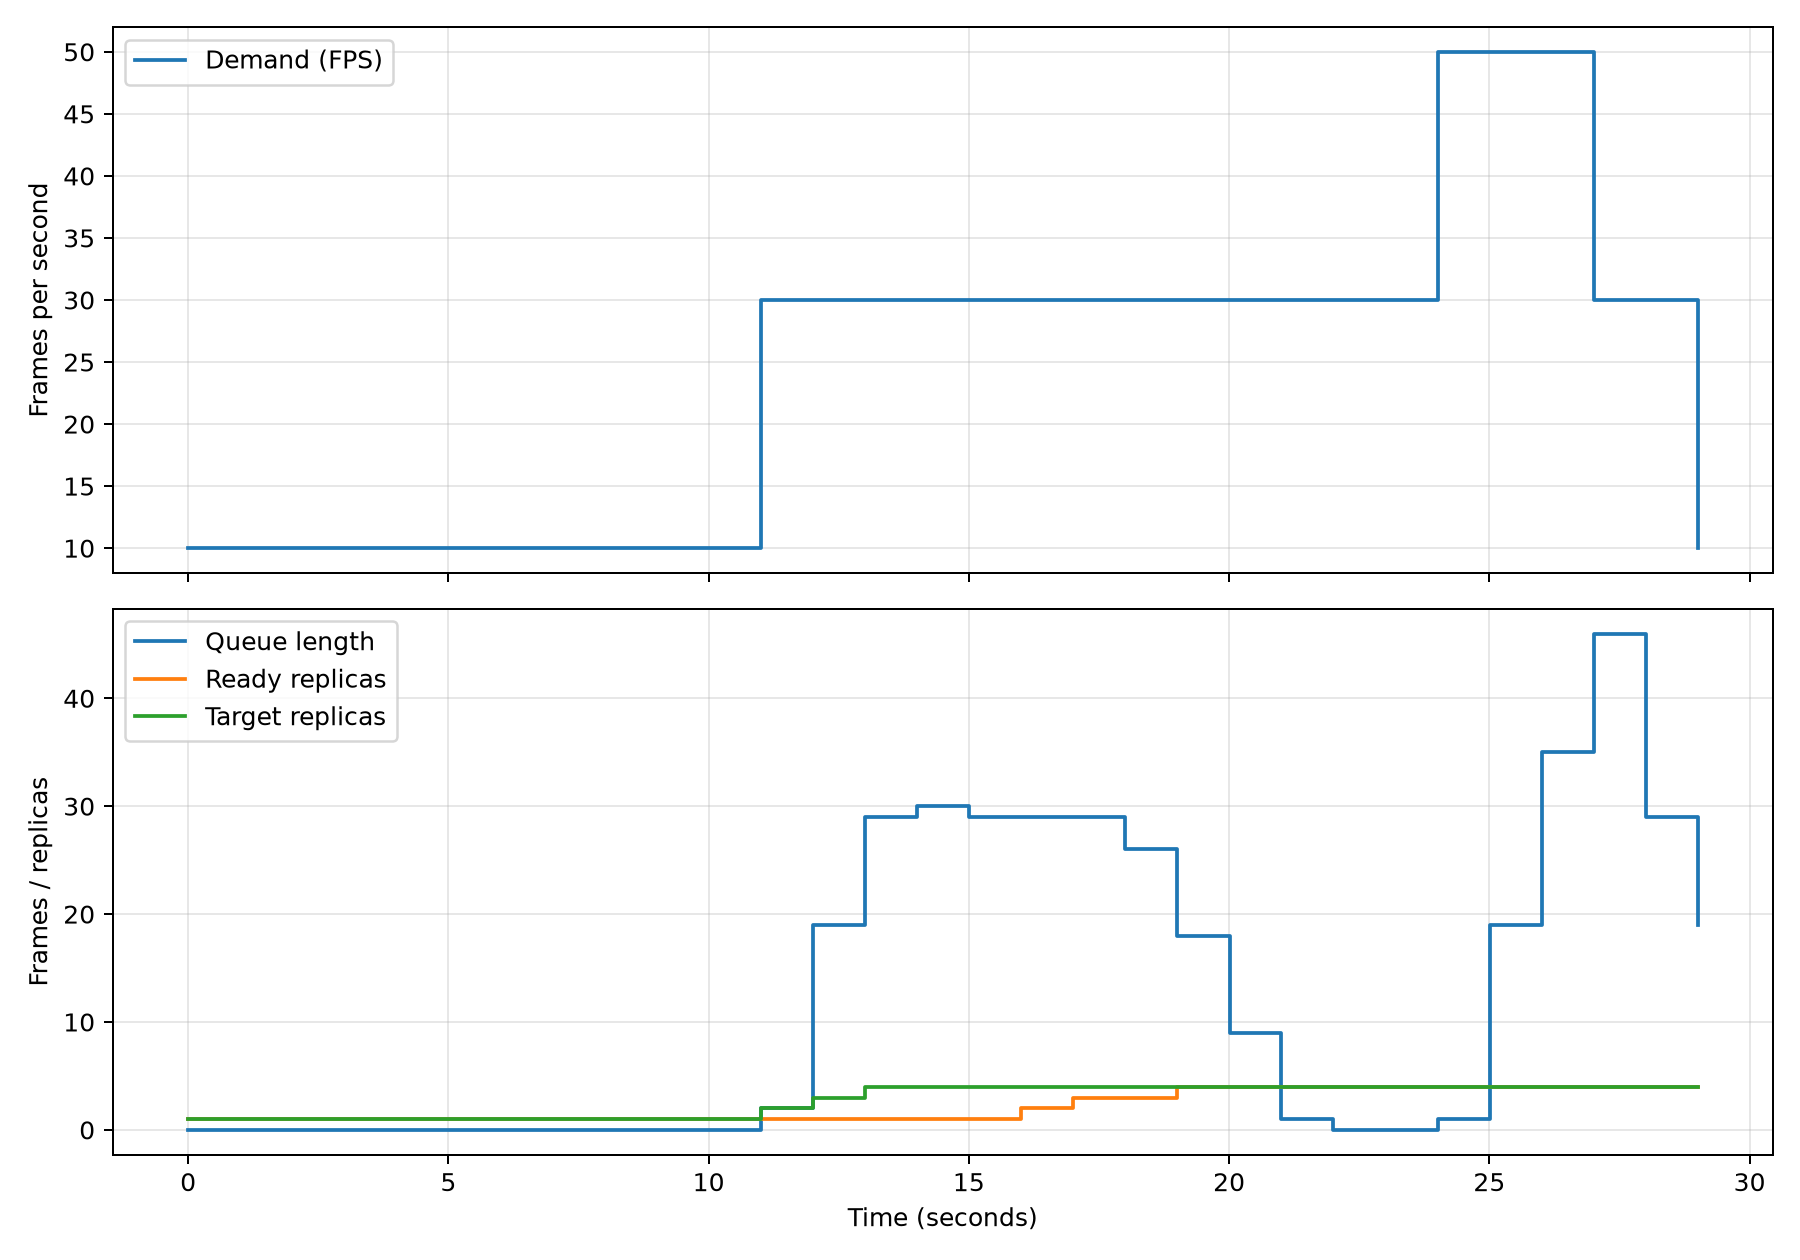 Demand (FPS)
50
45
40
35
30
25
20
15
10
Frames per second
Queue length
Ready replicas
Target replicas
40
30
20
10
0
Frames / replicas
0 5 10 15 20 25 30
Time (seconds)